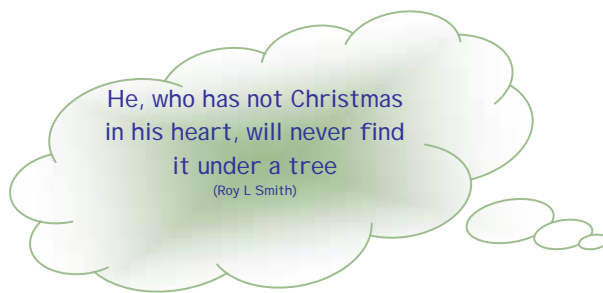 He, who has not Christmas
in his heart, will never find
it under a tree
(Roy L Smith)